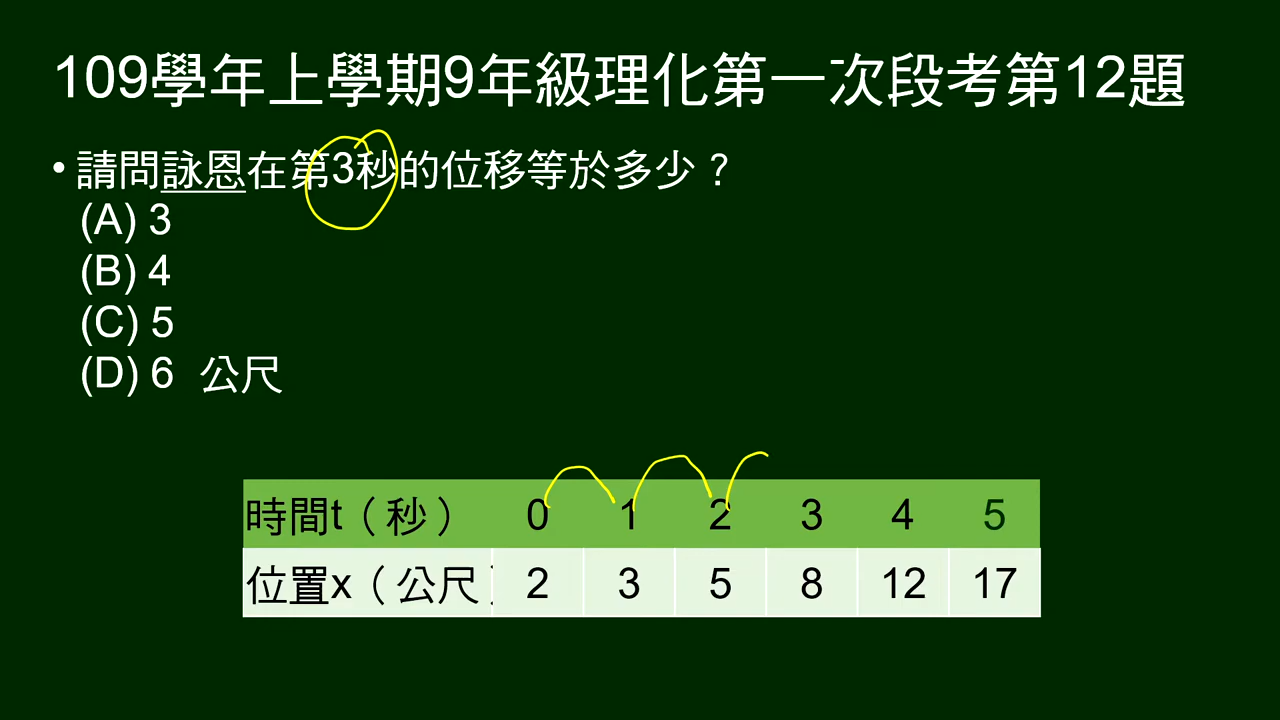 109學年上學期9年級理化第一次段考第12題
• 請問詠恩在第3秒的位移等於多少？
(A) 3
(B) 4
(C) 5
(D) 6 公尺
時間t（秒） 0 1 2 3 4 5
位置x（公尺） 2 3 5 8 12 17